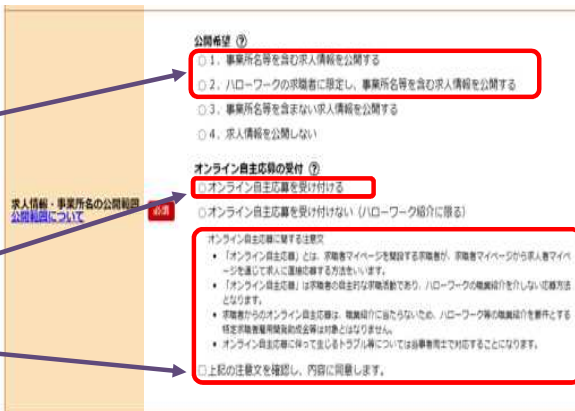 公開希望 ?
1．事業所名等を含む求人情報を公開する
2．ハローワークの求職者に限定し、事業所名等を含む求人情報を公開する
3．事業所名等を含まない求人情報を公開する
4．求人情報を公開しない
オンライン自主応募の受付 ?
オンライン自主応募を受け付ける
オンライン自主応募を受け付けない（ハローワーク紹介に限る）
求人情報・事業所名の公開範囲
公開範囲について
必須
オンライン自主応募に関する注意文
• 「オンライン自主応募」とは、求職者マイページを開設する求職者が、求職者マイページから求人者マイペ
ージを通じて求人に直接応募する方法をいいます。
• 「オンライン自主応募」は求職者の自主的な求職活動であり、ハローワークの職業紹介を介しない応募方法
となります。
• 求職者からのオンライン自主応募は、職業紹介に当たらないため、ハローワーク等の職業紹介を要件とする
特定求職者雇用開発助成金等は対象とはなりません。
• オンライン自主応募に伴って生じるトラブル等については当事者同士で対応することになります。
上記の注意文を確認し、内容に同意します。